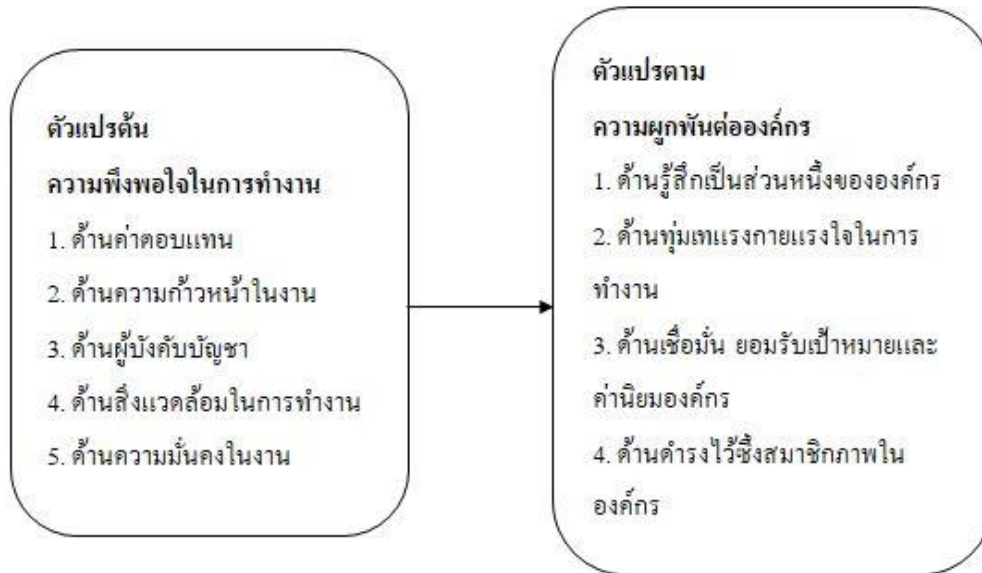 ตัวแปรต้น
ความพึงพอใจในการทำงาน
1. ด้านค่าตอบแทน
2. ด้านความก้าวหน้าในงาน
3. ด้านผู้บังคับบัญชา
4. ด้านสิ่งแวดล้อมในการทำงาน
5. ด้านความมั่นคงในงาน
ตัวแปรตาม
ความผูกพันต่อองค์กร
1. ด้านรู้สึกเป็นส่วนหนึ่งขององค์กร
2. ด้านทุ่มเทแรงกายแรงใจในการ
ทำงาน
3. ด้านเชื่อมั่น ยอมรับเป้าหมายและ
ค่านิยมองค์กร
4. ด้านดำรงไว้ซึ่งสมาชิกภาพใน
องค์กร